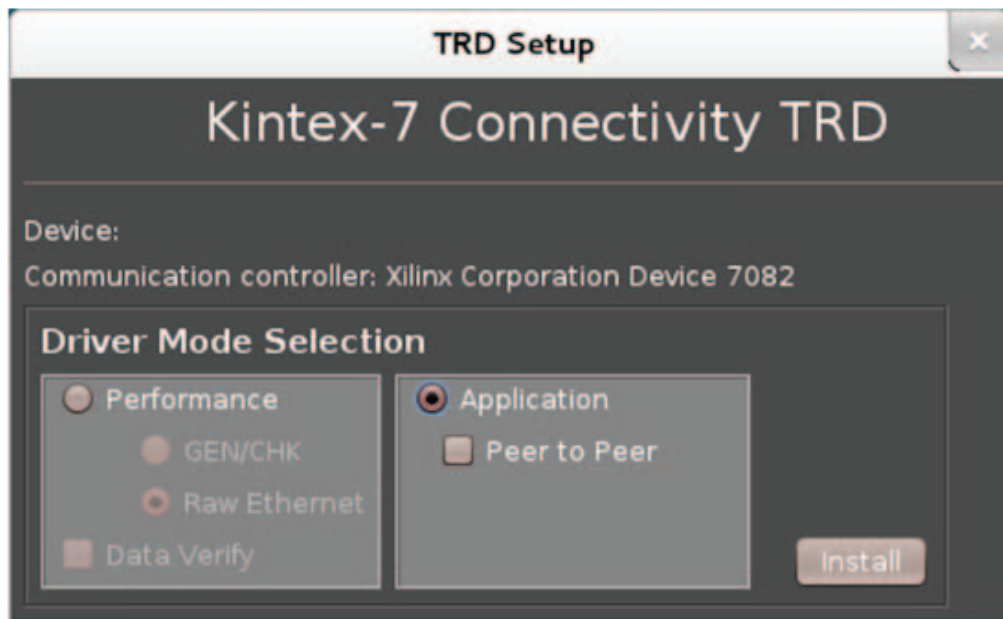 TRD Setup
Kintex-7 Connectivity TRD
Device:
Communication controller: Xilinx Corporation Device 7082
Driver Mode Selection
Performance
GEN/CHK
Raw Ethernet
Data Verify
Application
Peer to Peer
Install